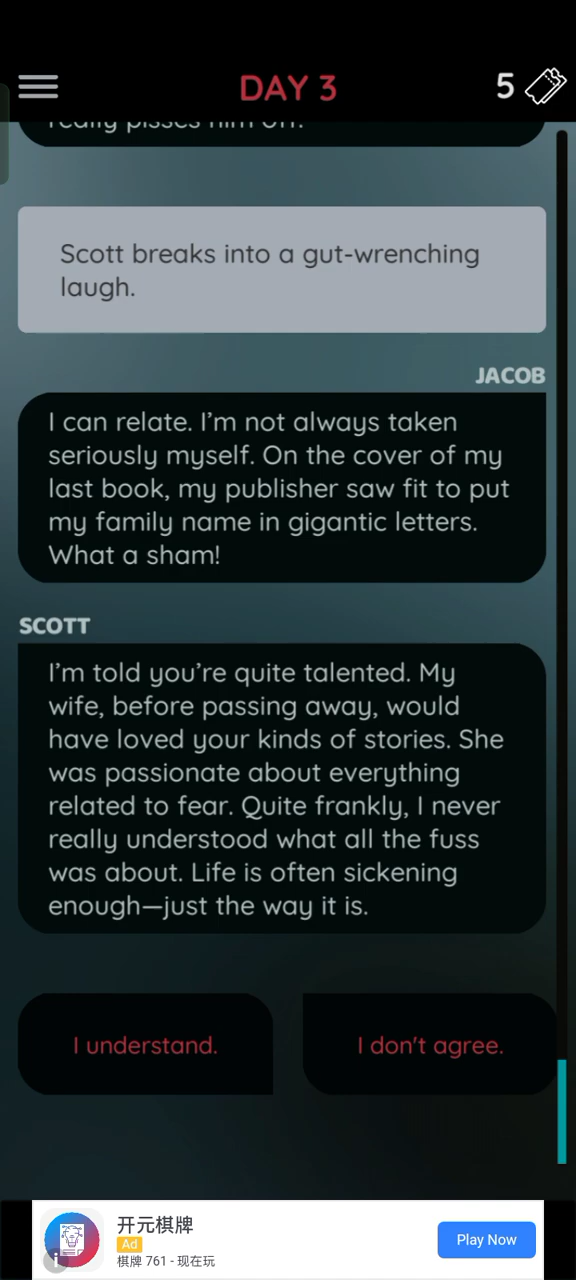 DAY 3
5
really pisses him off.
Scott breaks into a gut-wrenching
laugh.
JACOB
I can relate. I'm not always taken
seriously myself. On the cover of my
last book, my publisher saw fit to put
my family name in gigantic letters.
What a sham!
SCOTT
I'm told you're quite talented. My
wife, before passing away, would
have loved your kinds of stories. She
was passionate about everything
related to fear. Quite frankly, I never
really understood what all the fuss
was about. Life is often sickening
enough—just the way it is.
I understand.
I don't agree.
开元棋牌
Ad
棋牌 761 - 现在玩
Play Now